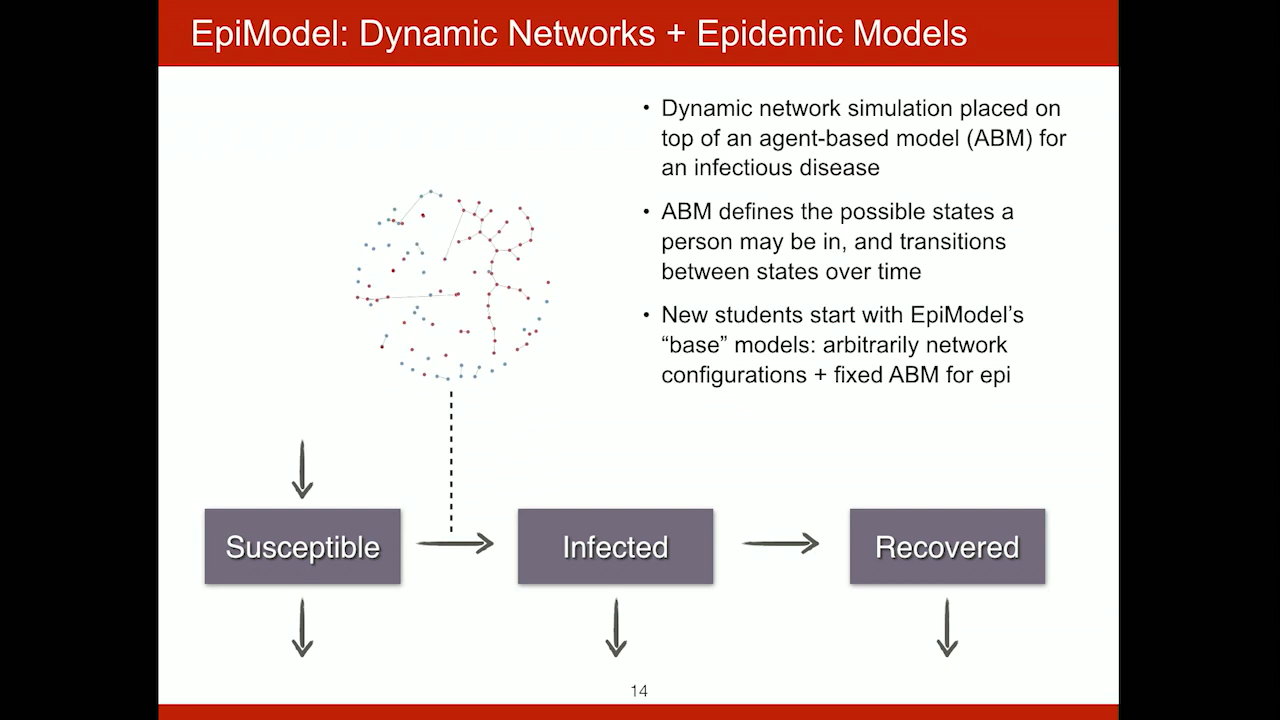 EpiModel: Dynamic Networks + Epidemic Models
• Dynamic network simulation placed on
top of an agent-based model (ABM) for
an infectious disease
• ABM defines the possible states a
person may be in, and transitions
between states over time
• New students start with EpiModel’s
“base” models: arbitrarily network
configurations + fixed ABM for epi
Susceptible
Infected
Recovered
14